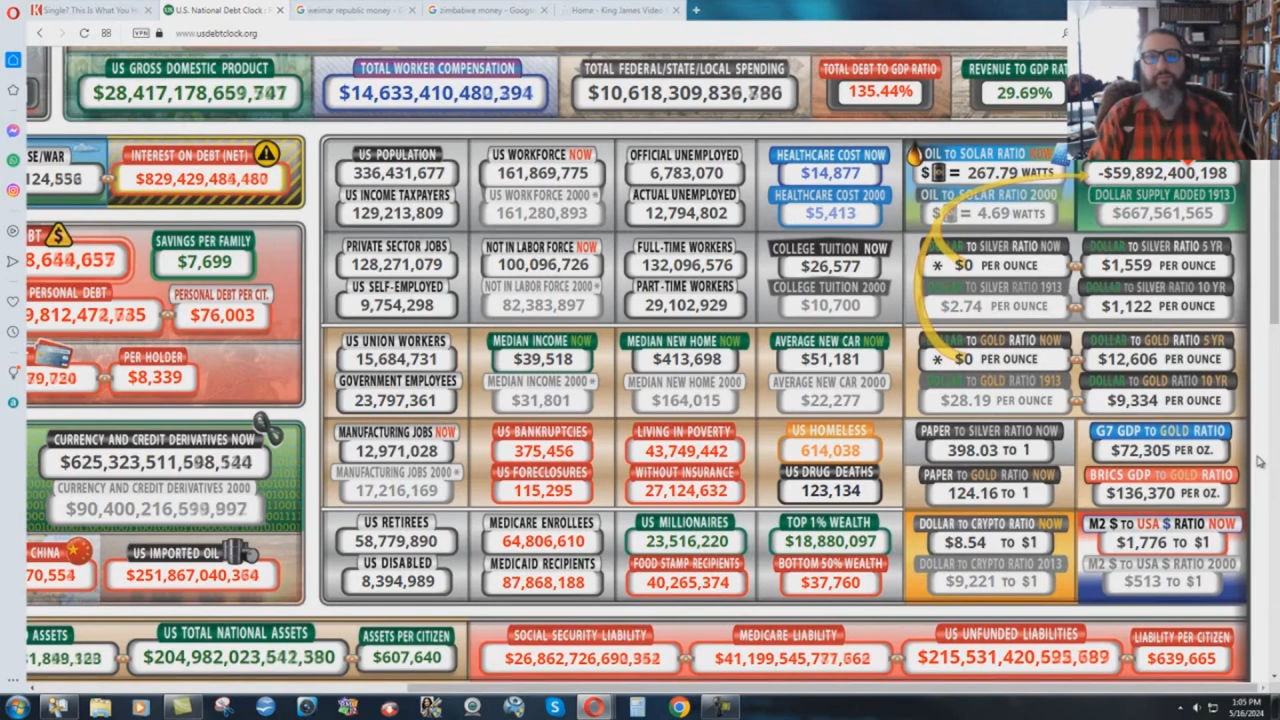 Single? This Is What You H
U.S. National Debt Clock : R
weimar republic money - G
zimbabwe money - Googl
Home - King James Video
88
VPN
www.usdebtclock.org
US GROSS DOMESTIC PRODUCT
$28,417,178,659,747
TOTAL WORKER COMPENSATION
$14,633,410,480,394
TOTAL FEDERAL/STATE/LOCAL SPENDING
$10,618,309,836,786
TOTAL DEBT TO GDP RATIO
135.44%
REVENUE TO GDP RAT
29.69%
SE/WAR
124,556
INTEREST ON DEBT (NET)
$829,429,484,480
BT
8,644,657
SAVINGS PER FAMILY
$7,699
PERSONAL DEBT
9,812,472,735
PERSONAL DEBT PER CIT.
$76,003
79,720
PER HOLDER
$8,339
CURRENCY AND CREDIT DERIVATIVES NOW
$625,323,511,598,544
CURRENCY AND CREDIT DERIVATIVES 2000
$90,400,216,599,997
CHINA
70,554
US IMPORTED OIL
$251,867,040,364
US POPULATION
336,431,677
US INCOME TAXPAYERS
129,213,809
US WORKFORCE NOW
161,869,775
US WORKFORCE 2000 *
161,280,893
OFFICIAL UNEMPLOYED
6,783,070
ACTUAL UNEMPLOYED
12,794,802
HEALTHCARE COST NOW
$14,877
HEALTHCARE COST 2000
$5,413
OIL TO SOLAR RATIO NOW
$ = 267.79 WATTS
OIL TO SOLAR RATIO 2000
$ = 4.69 WATTS
-$59,892,400,198
DOLLAR SUPPLY ADDED 1913
$667,561,565
PRIVATE SECTOR JOBS
128,271,079
US SELF-EMPLOYED
9,754,298
NOT IN LABOR FORCE NOW
100,096,726
NOT IN LABOR FORCE 2000 *
82,383,897
FULL-TIME WORKERS
132,096,576
PART-TIME WORKERS
29,102,929
COLLEGE TUITION NOW
$26,577
COLLEGE TUITION 2000
$10,700
DOLLAR TO SILVER RATIO NOW
* $0 PER OUNCE
DOLLAR TO SILVER RATIO 1913
$2.74 PER OUNCE
DOLLAR TO SILVER RATIO 5 YR
$1,559 PER OUNCE
DOLLAR TO SILVER RATIO 10 YR
$1,122 PER OUNCE
US UNION WORKERS
15,684,731
GOVERNMENT EMPLOYEES
23,797,361
MEDIAN INCOME NOW
$39,518
MEDIAN INCOME 2000 *
$31,801
MEDIAN NEW HOME NOW
$413,698
MEDIAN NEW HOME 2000
$164,015
AVERAGE NEW CAR NOW
$51,181
AVERAGE NEW CAR 2000
$22,277
DOLLAR TO GOLD RATIO NOW
* $0 PER OUNCE
DOLLAR TO GOLD RATIO 1913
$28.19 PER OUNCE
DOLLAR TO GOLD RATIO 5 YR
$12,606 PER OUNCE
DOLLAR TO GOLD RATIO 10 YR
$9,334 PER OUNCE
MANUFACTURING JOBS NOW
12,971,028
MANUFACTURING JOBS 2000 *
17,216,169
US BANKRUPTCIES
375,456
US FORECLOSURES
115,295
LIVING IN POVERTY
43,749,442
WITHOUT INSURANCE
27,124,632
US HOMELESS
614,038
US DRUG DEATHS
123,134
PAPER TO SILVER RATIO NOW
398.03 TO 1
PAPER TO GOLD RATIO NOW
124.16 TO 1
G7 GDP TO GOLD RATIO
$72,305 PER OZ.
BRICS GDP TO GOLD RATIO
$136,370 PER OZ.
US RETIREES
58,779,890
US DISABLED
8,394,989
MEDICARE ENROLLEES
64,806,610
MEDICAID RECIPIENTS
87,868,188
US MILLIONAIRES
23,516,220
FOOD STAMP RECIPIENTS
40,265,374
TOP 1% WEALTH
$18,880,097
BOTTOM 50% WEALTH
$37,760
DOLLAR TO CRYPTO RATIO NOW
$8.54 TO $1
DOLLAR TO CRYPTO RATIO 2013
$9,221 TO $1
M2 $ TO USA $ RATIO NOW
$1,776 TO $1
M2 $ TO USA $ RATIO 2000
$513 TO $1
ASSETS
1,849,123
US TOTAL NATIONAL ASSETS
$204,982,023,542,380
ASSETS PER CITIZEN
$607,640
SOCIAL SECURITY LIABILITY
$26,862,726,690,352
MEDICARE LIABILITY
$41,199,545,777,662
US UNFUNDED LIABILITIES
$215,531,420,595,689
LIABILITY PER CITIZEN
$639,665
1:05 PM
5/16/2024